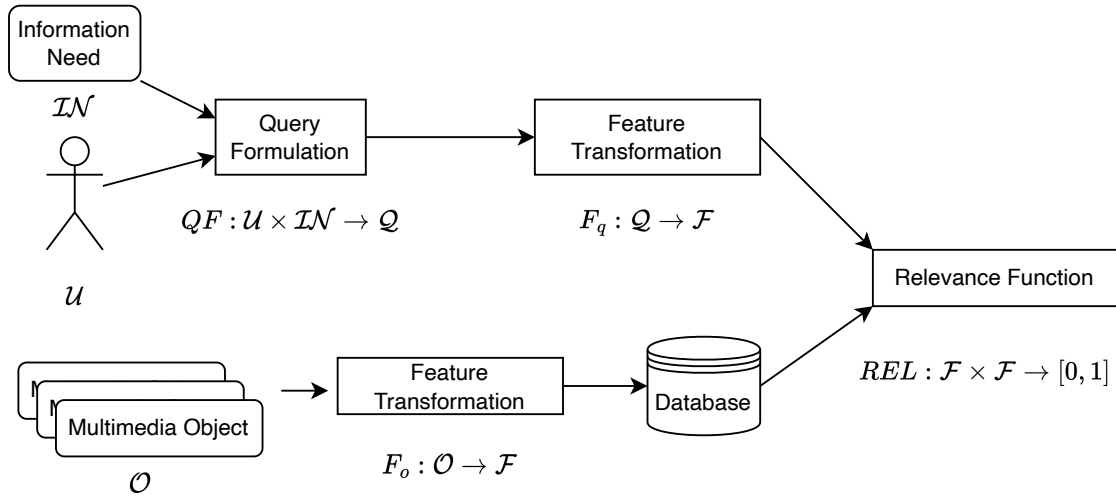 Information
Need
𝓘𝓝
𝓤
Query
Formulation
QF : 𝓤 × 𝓘𝓝 → 𝓠
Feature
Transformation
F_q : 𝓠 → 𝓕
Relevance Function
REL : 𝓕 × 𝓕 → [0, 1]
Multimedia Object
𝓞
Feature
Transformation
F_o : 𝓞 → 𝓕
Database